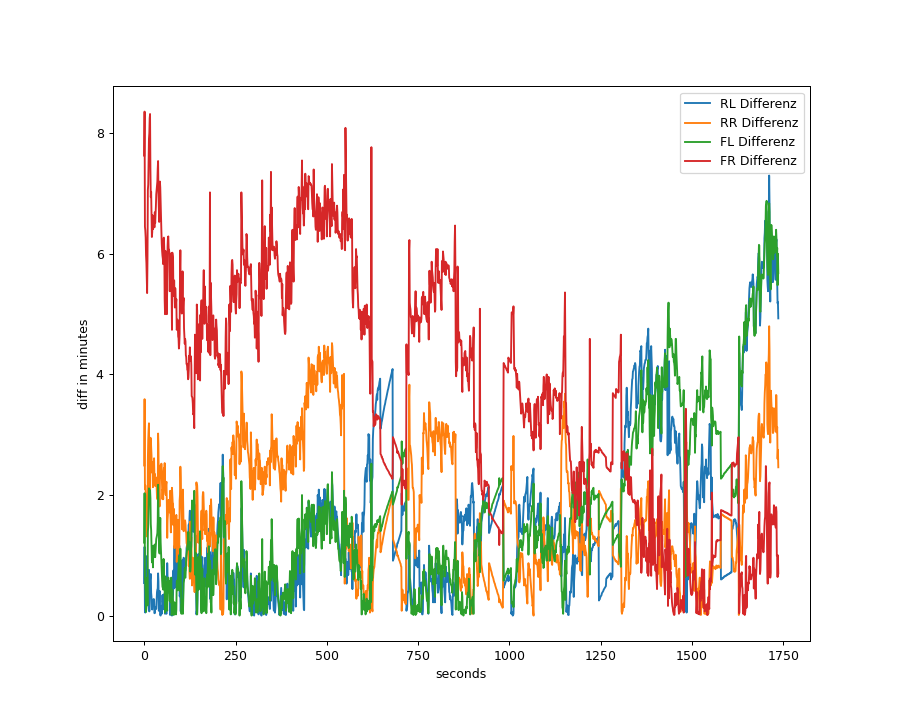 RL Differenz
RR Differenz
FL Differenz
FR Differenz
8
6
4
2
0
diff in minutes
0 250 500 750 1000 1250 1500 1750
seconds